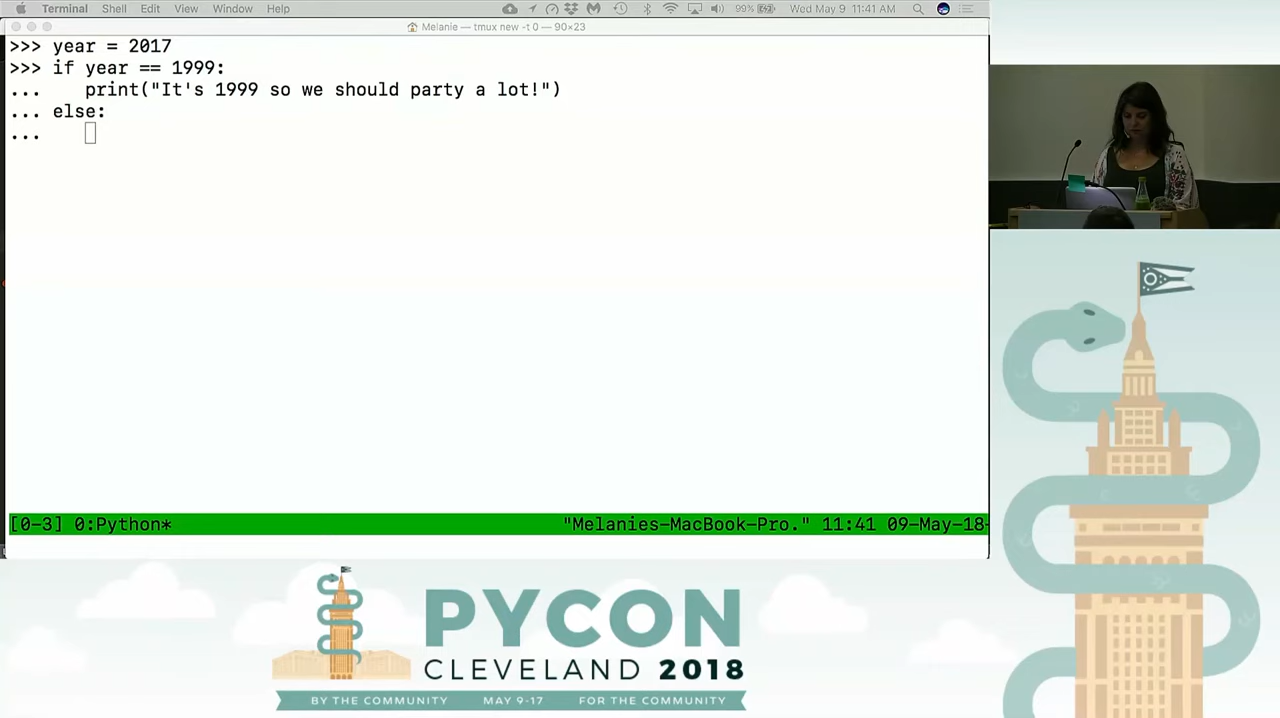 Terminal Shell Edit View Window Help 99% Wed May 9 11:41 AM
Melanie — tmux new -t 0 — 90×23
>>> year = 2017
>>> if year == 1999:
...    print("It's 1999 so we should party a lot!")
... else:
...
[0-3] 0:Python* "Melanies-MacBook-Pro." 11:41 09-May-18
PYCON
CLEVELAND 2018
BY THE COMMUNITY MAY 9-17 FOR THE COMMUNITY